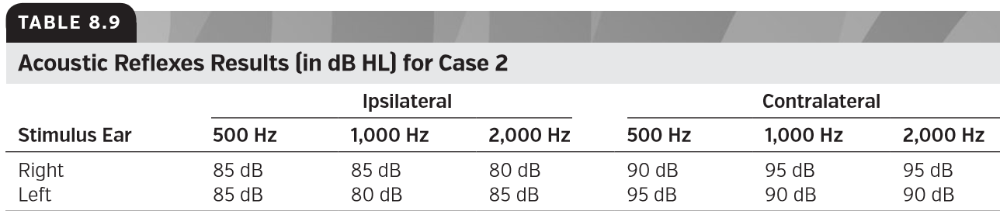 TABLE 8.9
Acoustic Reflexes Results (in dB HL) for Case 2
Ipsilateral Contralateral
Stimulus Ear 500 Hz 1,000 Hz 2,000 Hz 500 Hz 1,000 Hz 2,000 Hz
Right 85 dB 85 dB 80 dB 90 dB 95 dB 95 dB
Left 85 dB 80 dB 85 dB 95 dB 90 dB 90 dB